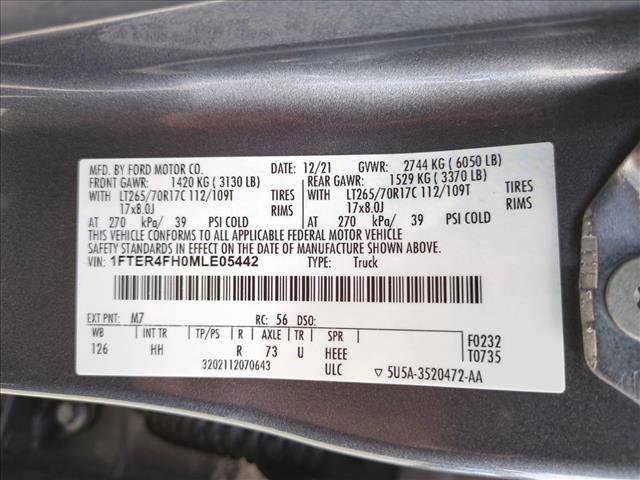 MFD. BY FORD MOTOR CO. 12/21 GVWR: 2744 KG ( 6050 LB)
FRONT GAWR: 1420 KG ( 3130 LB) REAR GAWR: 1529 KG ( 3370 LB)
WITH LT265/70R17C 112/109T TIRES WITH LT265/70R17C 112/109T TIRES
17x8.0J RIMS 17x8.0J RIMS
AT 270 kPa/ 39 PSI COLD AT 270 kPa/ 39 PSI COLD
THIS VEHICLE CONFORMS TO ALL APPLICABLE FEDERAL MOTOR VEHICLE
SAFETY STANDARDS IN EFFECT ON THE DATE OF MANUFACTURE SHOWN ABOVE.
VIN: 1FTER4FH0MLE05442 TYPE: Truck
EXT PNT: M7 RC: 56 DSO:
WB INT TR TP/PS R AXLE TR SPR
126 HH R 73 U HEEE
ULC
F0232
T0735
3202112070643
▽ 5U5A-3520472-AA